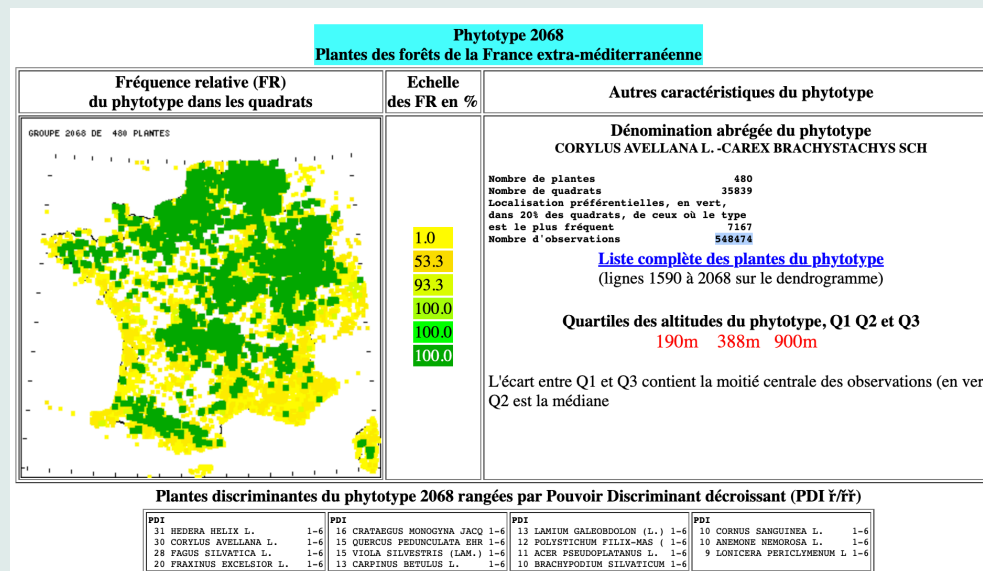 Phytotype 2068
Plantes des forêts de la France extra-méditerranéenne
Fréquence relative (FR)
du phytotype dans les quadrats
Echelle
des FR en %
Autres caractéristiques du phytotype
GROUPE 2068 DE 480 PLANTES
1.0
53.3
93.3
100.0
100.0
100.0
Dénomination abrégée du phytotype
CORYLUS AVELLANA L. -CAREX BRACHYSTACHYS SCH
Nombre de plantes 480
Nombre de quadrats 35839
Localisation préférentielles, en vert,
dans 20% des quadrats, de ceux où le type
est le plus fréquent 7167
Nombre d'observations 548474
Liste complète des plantes du phytotype
(lignes 1590 à 2068 sur le dendrogramme)
Quartiles des altitudes du phytotype, Q1 Q2 et Q3
190m 388m 900m
L'écart entre Q1 et Q3 contient la moitié centrale des observations (en ver
Q2 est la médiane
Plantes discriminantes du phytotype 2068 rangées par Pouvoir Discriminant décroissant (PDI ř/řř)
PDI
31 HEDERA HELIX L. 1-6
30 CORYLUS AVELLANA L. 1-6
28 FAGUS SILVATICA L. 1-6
20 FRAXINUS EXCELSIOR L. 1-6
PDI
16 CRATAEGUS MONOGYNA JACQ 1-6
15 QUERCUS PEDUNCULATA EHR 1-6
15 VIOLA SILVESTRIS (LAM.) 1-6
13 CARPINUS BETULUS L. 1-6
PDI
13 LAMIUM GALEOBDOLON (L.) 1-6
12 POLYSTICHUM FILIX-MAS ( 1-6
11 ACER PSEUDOPLATANUS L. 1-6
10 BRACHYPODIUM SILVATICUM 1-6
PDI
10 CORNUS SANGUINEA L. 1-6
10 ANEMONE NEMOROSA L. 1-6
9 LONICERA PERICLYMENUM L 1-6